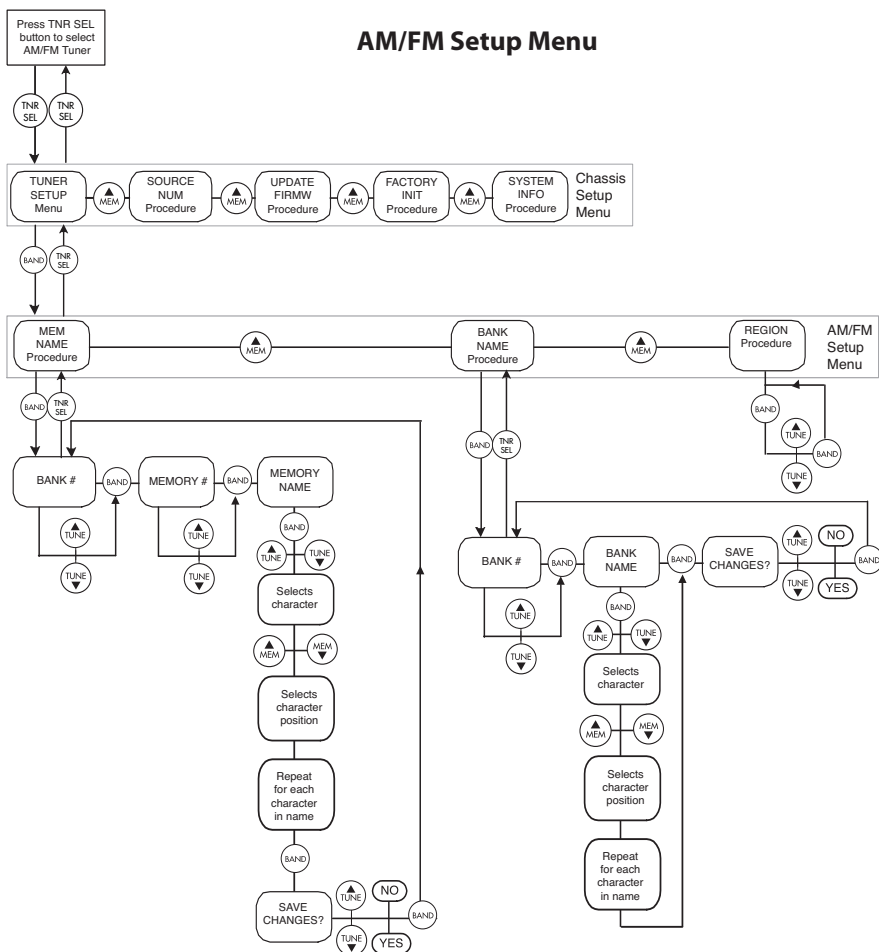 Press TNR SEL
button to select
AM/FM Tuner
AM/FM Setup Menu
TNR
SEL
TNR
SEL
TUNER
SETUP
Menu
MEM
SOURCE
NUM
Procedure
MEM
UPDATE
FIRMW
Procedure
MEM
FACTORY
INIT
Procedure
MEM
SYSTEM
INFO
Procedure
Chassis
Setup
Menu
BAND
TNR
SEL
MEM
NAME
Procedure
MEM
BANK
NAME
Procedure
MEM
REGION
Procedure
AM/FM
Setup
Menu
BAND
TNR
SEL
BANK #
TUNE
TUNE
BAND
MEMORY #
TUNE
TUNE
BAND
MEMORY
NAME
BAND
TUNE
TUNE
Selects
character
MEM
MEM
Selects
character
position
Repeat
for each
character
in name
BAND
SAVE
CHANGES?
TUNE
TUNE
NO
YES
BAND
BAND
TNR
SEL
BANK #
TUNE
TUNE
BAND
BANK
NAME
BAND
TUNE
TUNE
Selects
character
MEM
MEM
Selects
character
position
Repeat
for each
character
in name
BAND
SAVE
CHANGES?
TUNE
TUNE
NO
YES
BAND
BAND
TUNE
TUNE
BAND